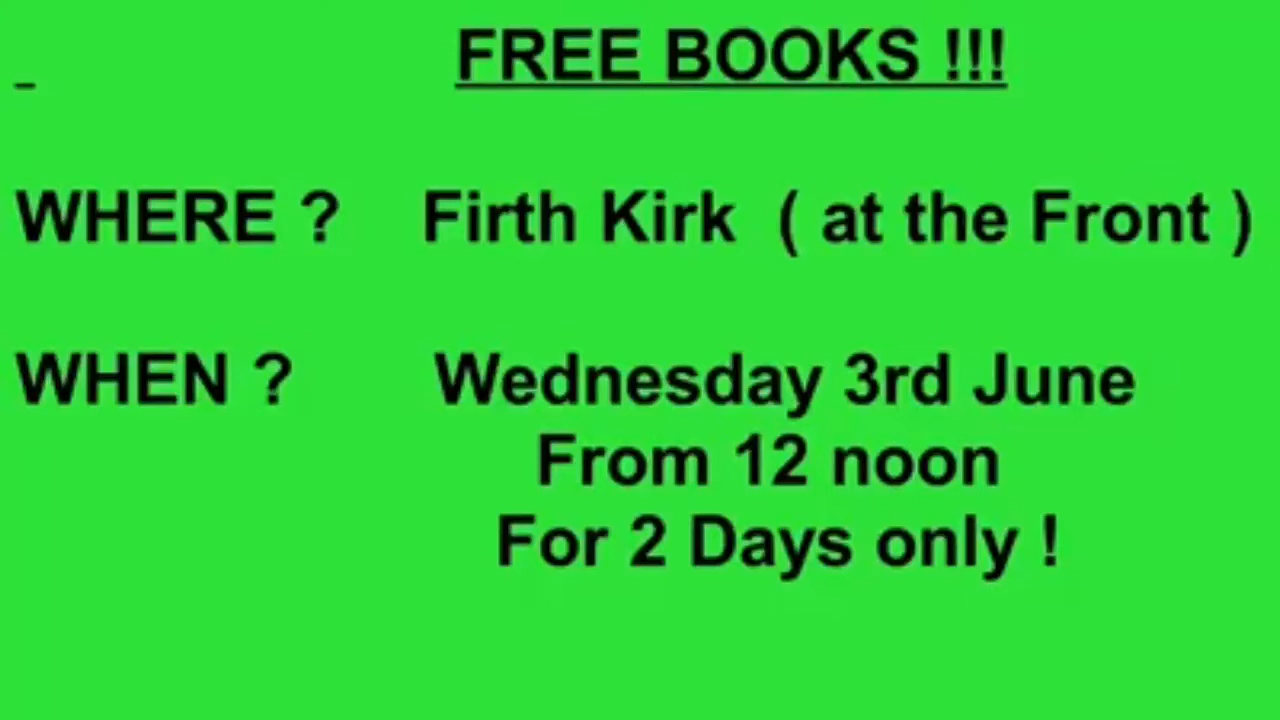 FREE BOOKS !!!
WHERE ? Firth Kirk ( at the Front )
WHEN ? Wednesday 3rd June
From 12 noon
For 2 Days only !